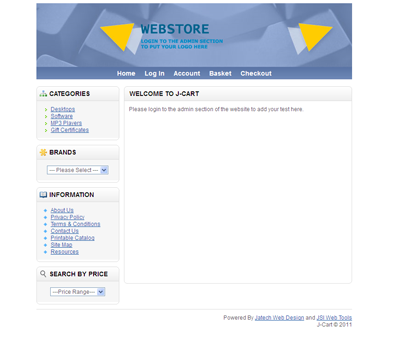 WEBSTORE
LOGIN TO THE ADMIN SECTION
TO PUT YOUR LOGO HERE
Home Log In Account Basket Checkout
CATEGORIES
Desktops
Software
MP3 Players
Gift Certificates
BRANDS
--- Please Select ---
INFORMATION
About Us
Privacy Policy
Terms & Conditions
Contact Us
Printable Catalog
Site Map
Resources
SEARCH BY PRICE
---Price Range---
WELCOME TO J-CART
Please login to the admin section of the website to add your test here.
Powered By Jatech Web Design and JSI Web Tools
J-Cart © 2011